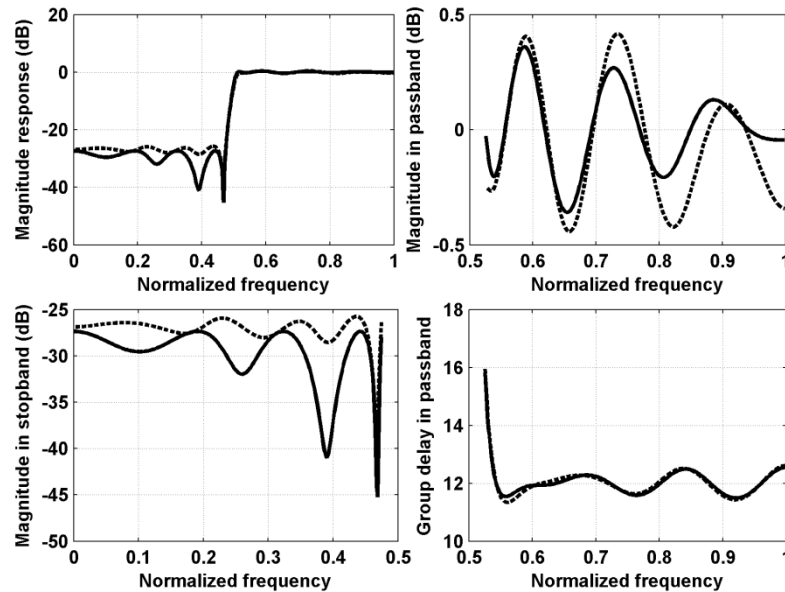 Magnitude response (dB)
20
0
-20
-40
-60
0 0.2 0.4 0.6 0.8 1
Normalized frequency
Magnitude in passband (dB)
0.5
0
-0.5
0.5 0.6 0.7 0.8 0.9 1
Normalized frequency
Magnitude in stopband (dB)
-25
-30
-35
-40
-45
-50
0 0.1 0.2 0.3 0.4 0.5
Normalized frequency
Group delay in passband
18
16
14
12
10
0.5 0.6 0.7 0.8 0.9 1
Normalized frequency